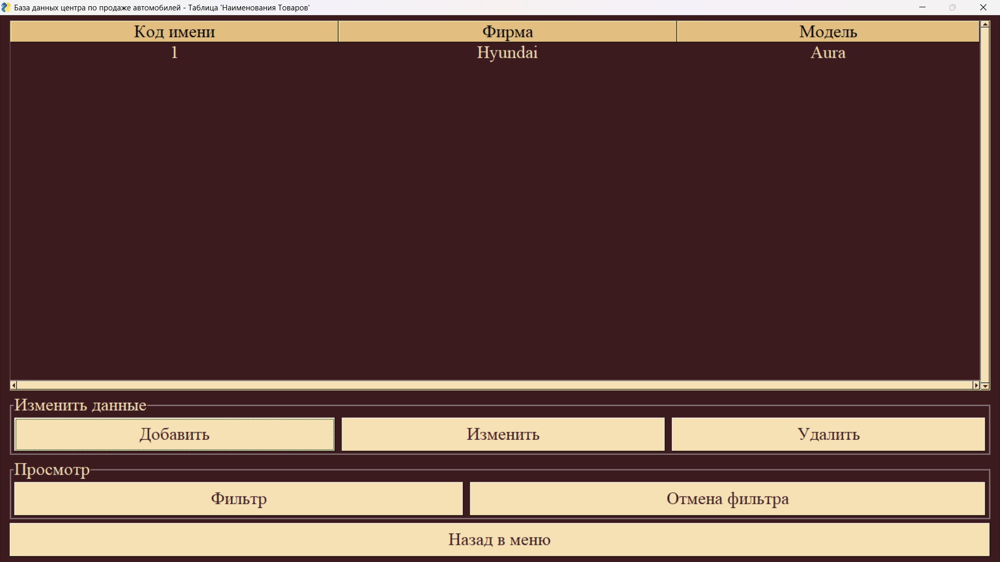 База данных центра по продаже автомобилей - Таблица 'Наименования Товаров'
Код имени Фирма Модель
1 Hyundai Aura
Изменить данные
Добавить Изменить Удалить
Просмотр
Фильтр Отмена фильтра
Назад в меню